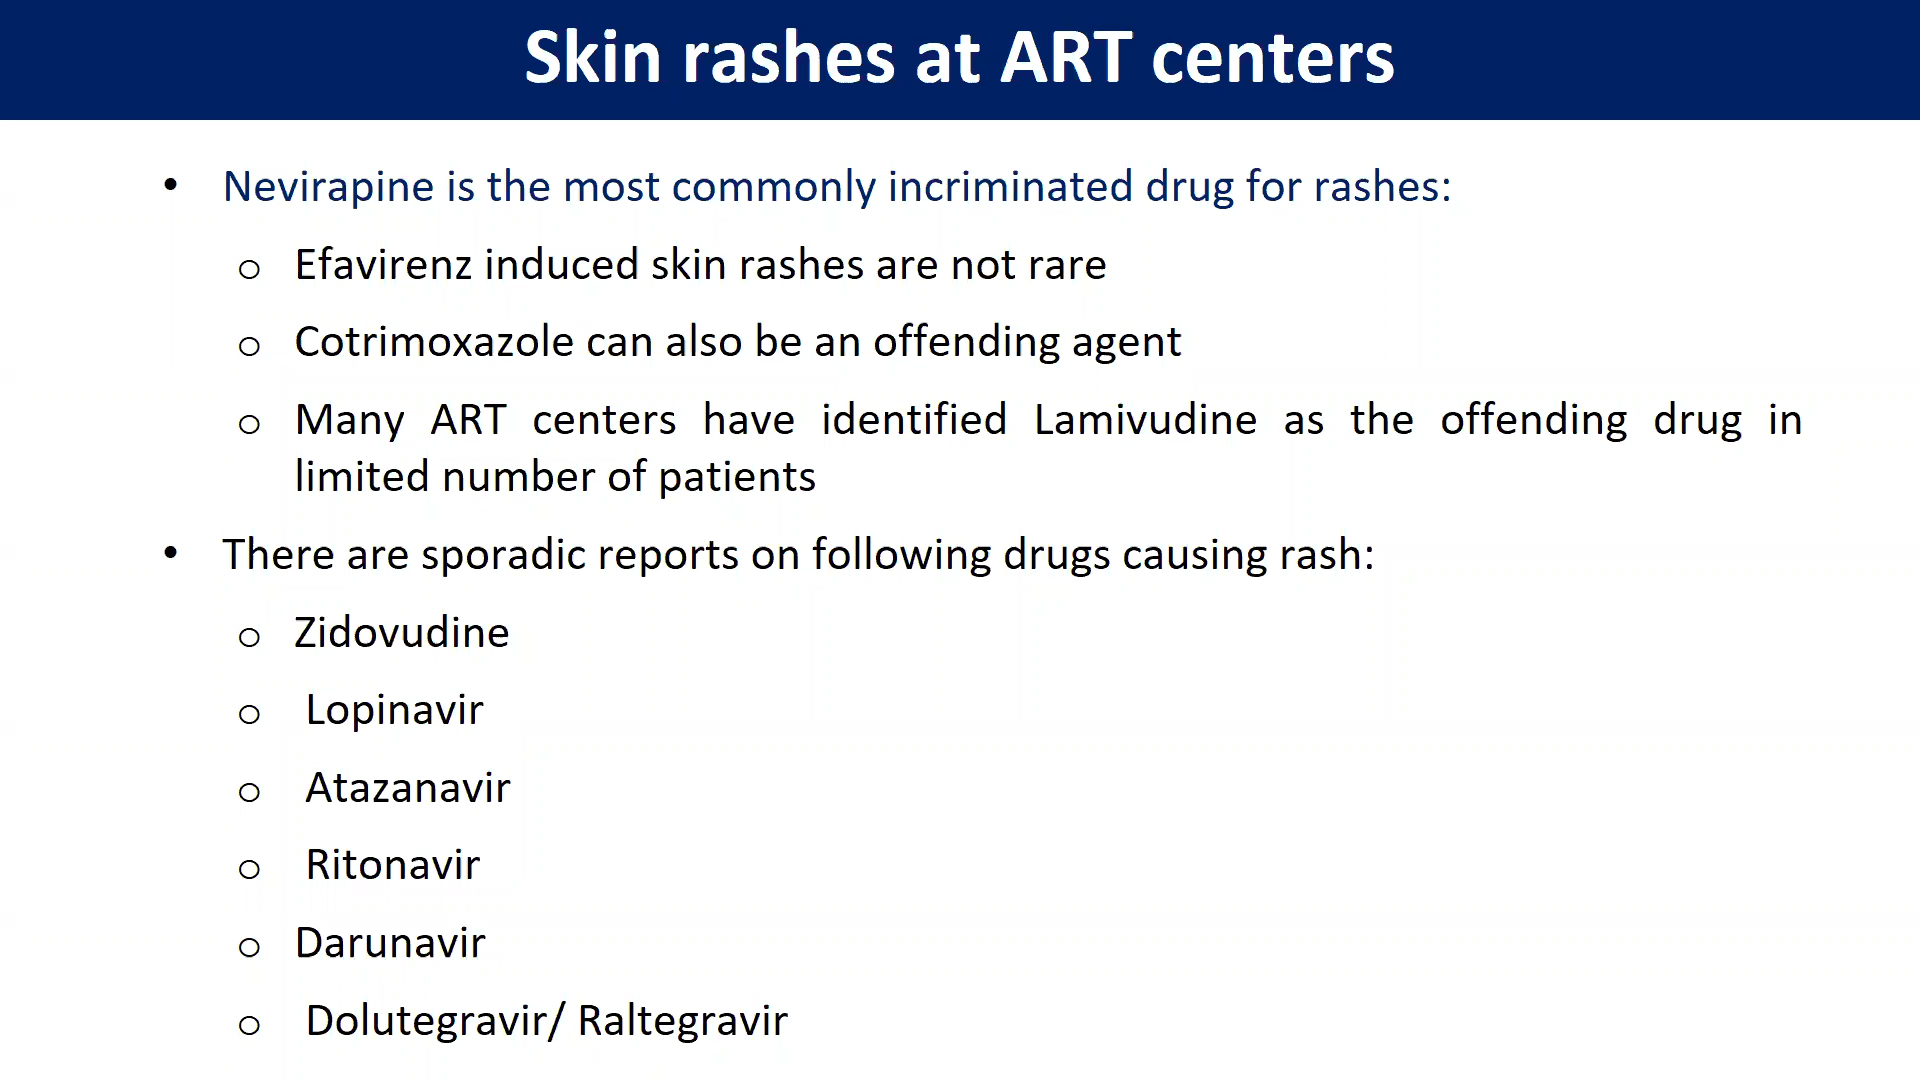 Skin rashes at ART centers
• Nevirapine is the most commonly incriminated drug for rashes:
o Efavirenz induced skin rashes are not rare
o Cotrimoxazole can also be an offending agent
o Many ART centers have identified Lamivudine as the offending drug in
limited number of patients
• There are sporadic reports on following drugs causing rash:
o Zidovudine
o Lopinavir
o Atazanavir
o Ritonavir
o Darunavir
o Dolutegravir/ Raltegravir